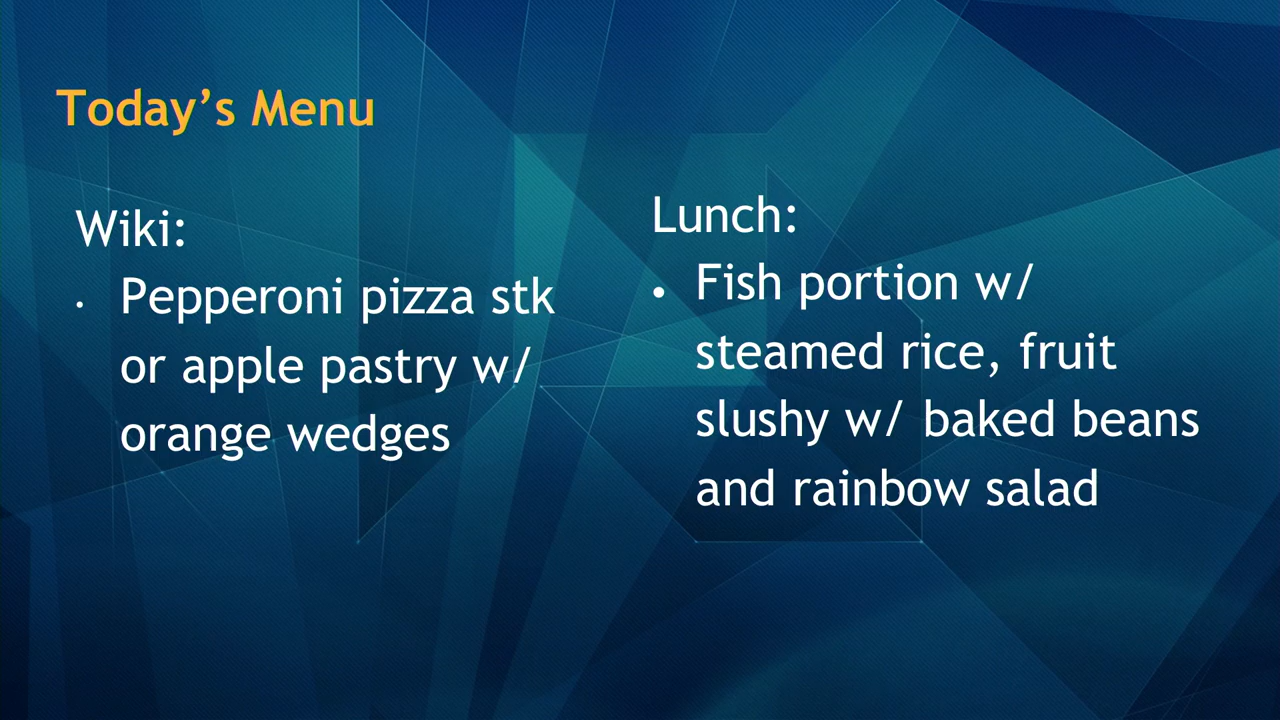 Today’s Menu
Wiki:
• Pepperoni pizza stk
or apple pastry w/
orange wedges
Lunch:
• Fish portion w/
steamed rice, fruit
slushy w/ baked beans
and rainbow salad